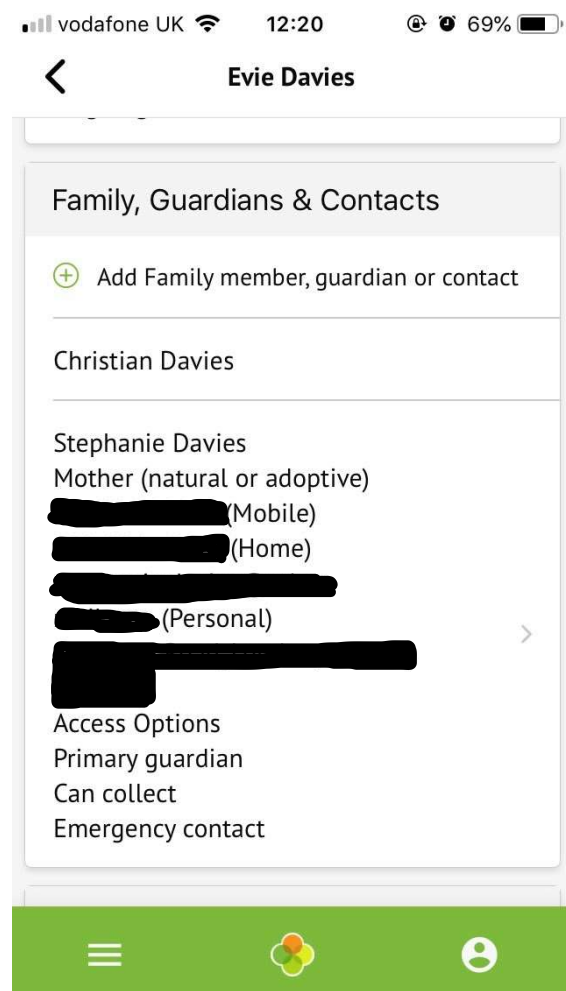 vodafone UK 12:20 69%
Evie Davies
Family, Guardians & Contacts
Add Family member, guardian or contact
Christian Davies
Stephanie Davies
Mother (natural or adoptive)
(Mobile)
(Home)
(Personal)
Access Options
Primary guardian
Can collect
Emergency contact